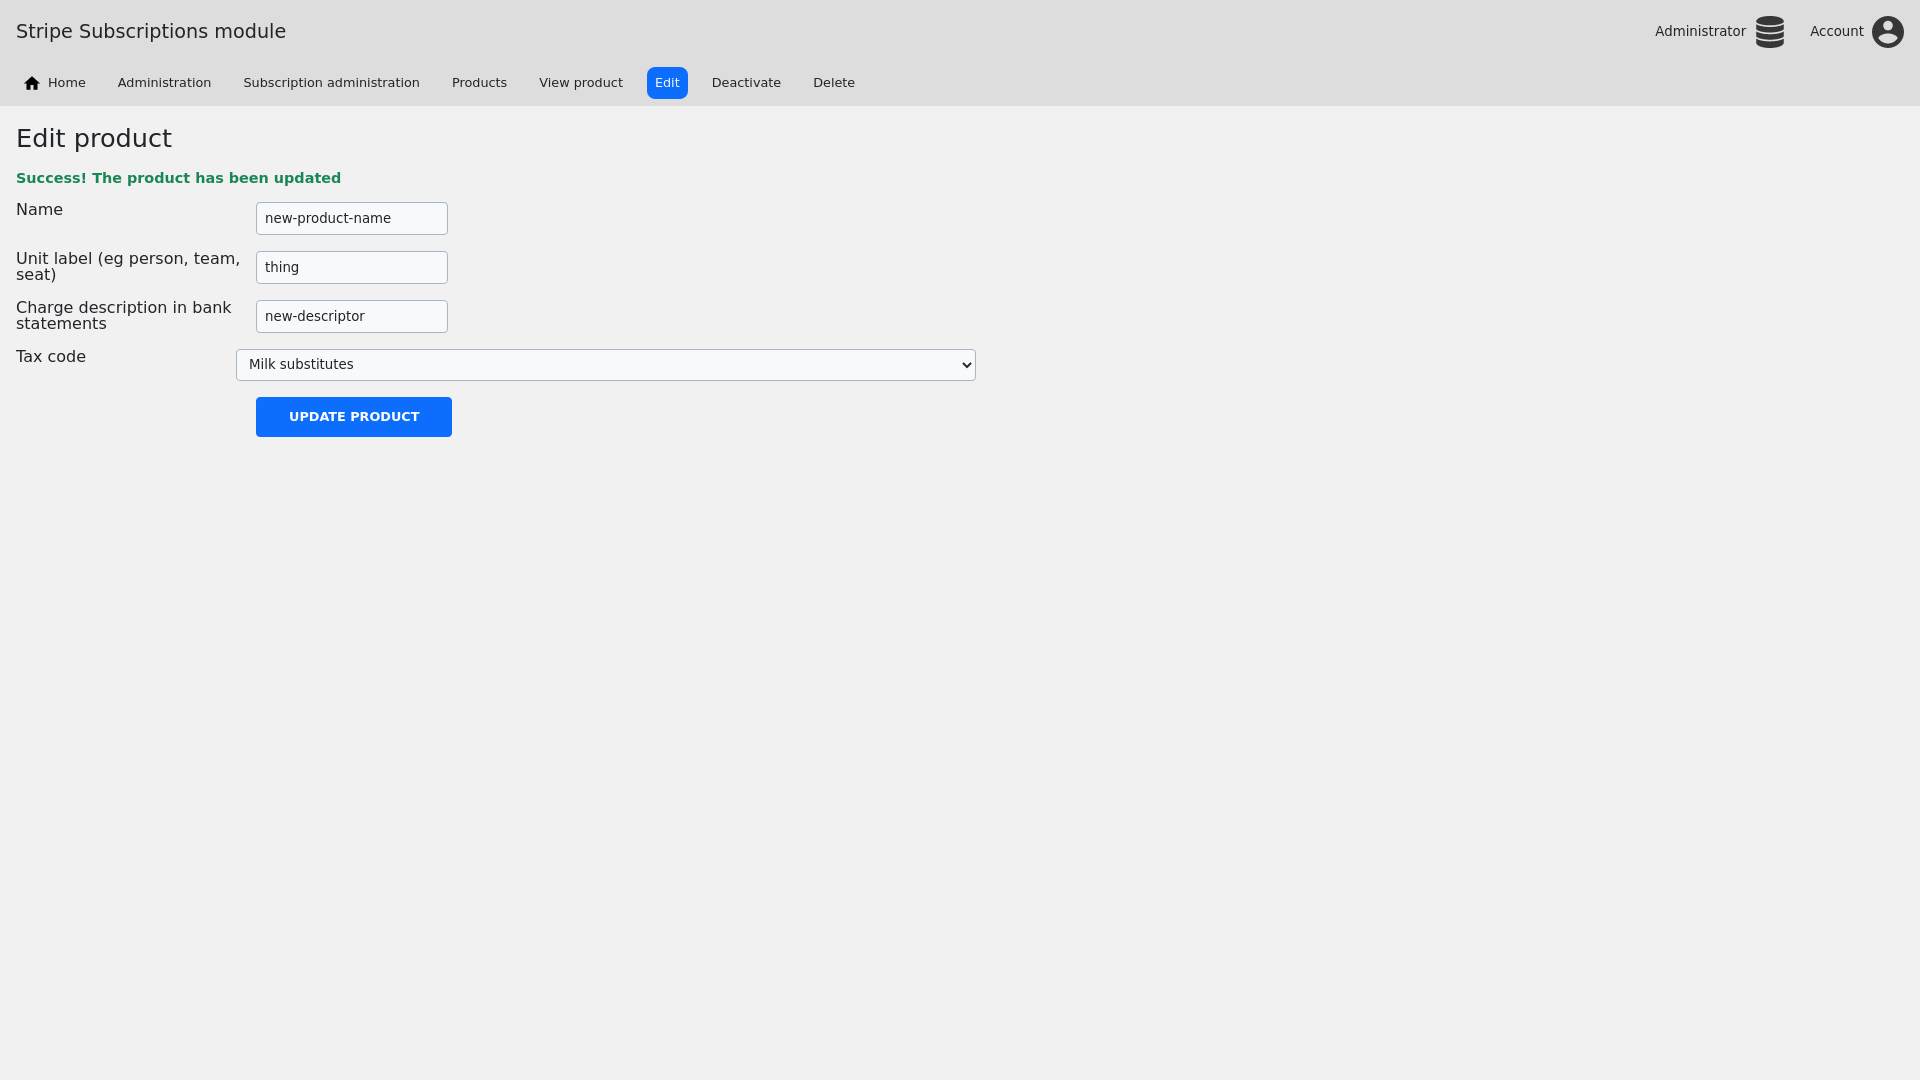 Stripe Subscriptions module
Administrator
Account
Home Administration Subscription administration Products View product Edit Deactivate Delete
Edit product
Success! The product has been updated
Name
new-product-name
Unit label (eg person, team,
seat)
thing
Charge description in bank
statements
new-descriptor
Tax code
Milk substitutes
UPDATE PRODUCT